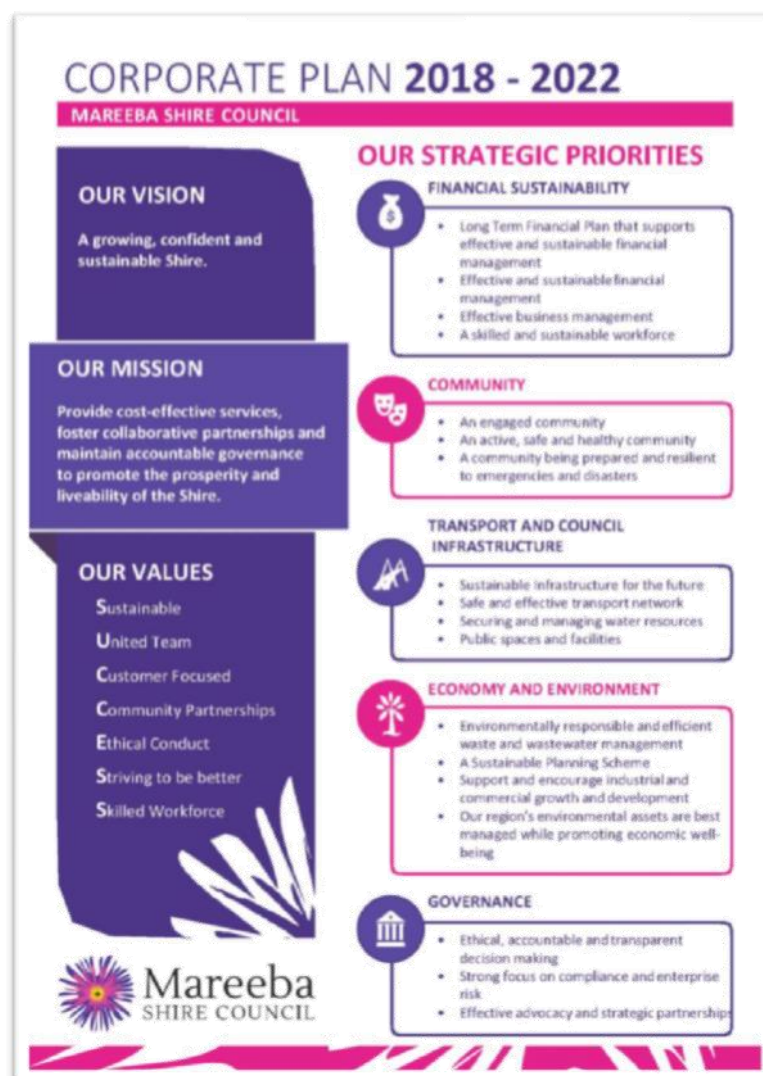 CORPORATE PLAN 2018 - 2022
MAREEBA SHIRE COUNCIL
OUR VISION
A growing, confident and
sustainable Shire.
OUR MISSION
Provide cost-effective services,
foster collaborative partnerships and
maintain accountable governance
to promote the prosperity and
liveability of the Shire.
OUR VALUES
Sustainable
United Team
Customer Focused
Community Partnerships
Ethical Conduct
Striving to be better
Skilled Workforce
Mareeba
SHIRE COUNCIL
OUR STRATEGIC PRIORITIES
$
FINANCIAL SUSTAINABILITY
• Long Term Financial Plan that supports
effective and sustainable financial
management
• Effective and sustainable financial
management
• Effective business management
• A skilled and sustainable workforce
COMMUNITY
• An engaged community
• An active, safe and healthy community
• A community being prepared and resilient
to emergencies and disasters
TRANSPORT AND COUNCIL
INFRASTRUCTURE
• Sustainable Infrastructure for the future
• Safe and effective transport network
• Securing and managing water resources
• Public spaces and facilities
ECONOMY AND ENVIRONMENT
• Environmentally responsible and efficient
waste and wastewater management
• A Sustainable Planning Scheme
• Support and encourage industrial and
commercial growth and development
• Our region's environmental assets are best
managed while promoting economic well-
being
GOVERNANCE
• Ethical, accountable and transparent
decision making
• Strong focus on compliance and enterprise
risk
• Effective advocacy and strategic partnerships